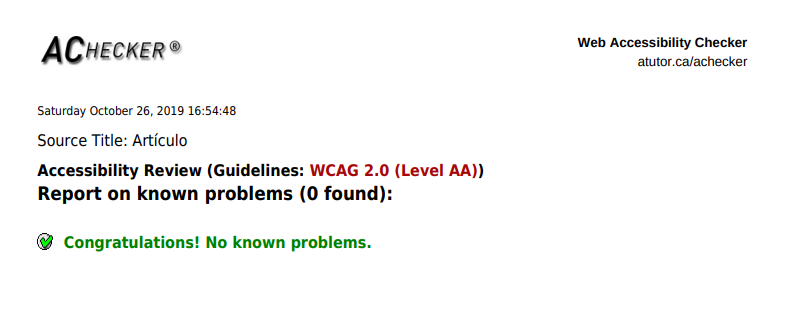 ACHECKER®
Web Accessibility Checker
atutor.ca/achecker
Saturday October 26, 2019 16:54:48
Source Title: Artículo
Accessibility Review (Guidelines: WCAG 2.0 (Level AA))
Report on known problems (0 found):
Congratulations! No known problems.